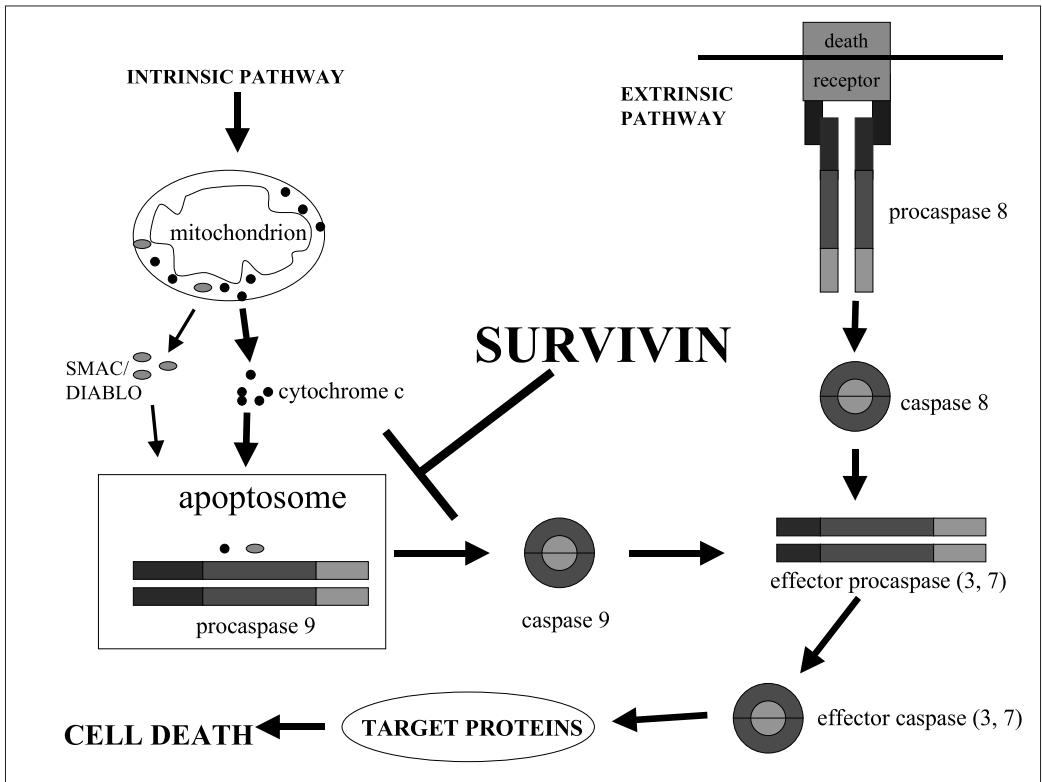 INTRINSIC PATHWAY
death
receptor
EXTRINSIC
PATHWAY
procaspase 8
mitochondrion
SURVIVIN
SMAC/
DIABLO
cytochrome c
caspase 8
apoptosome
procaspase 9
caspase 9
effector procaspase (3, 7)
effector caspase (3, 7)
TARGET PROTEINS
CELL DEATH